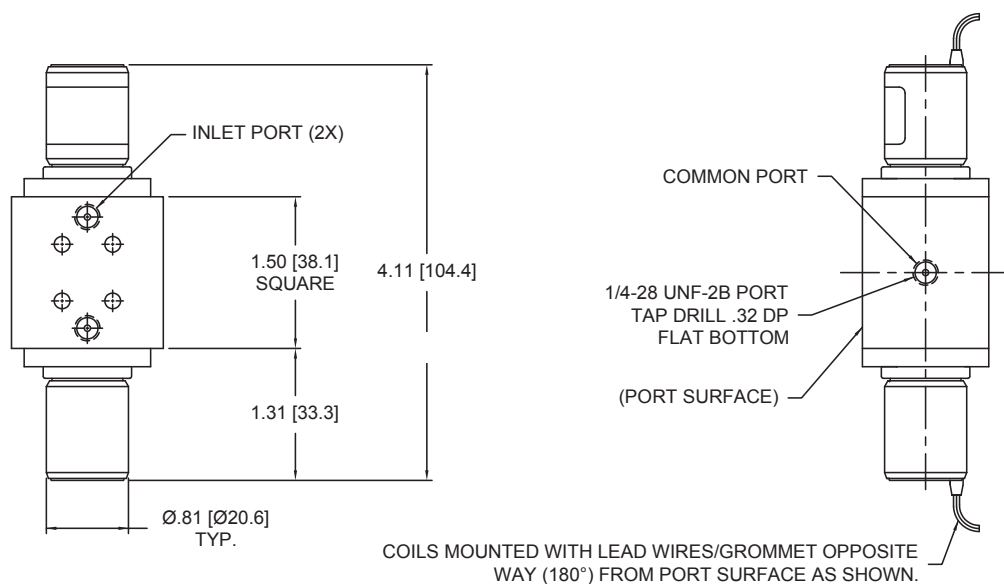 INLET PORT (2X)
1.50 [38.1]
SQUARE
4.11 [104.4]
1.31 [33.3]
Ø.81 [Ø20.6]
TYP.
COMMON PORT
1/4-28 UNF-2B PORT
TAP DRILL .32 DP
FLAT BOTTOM
(PORT SURFACE)
COILS MOUNTED WITH LEAD WIRES/GROMMET OPPOSITE
WAY (180°) FROM PORT SURFACE AS SHOWN.